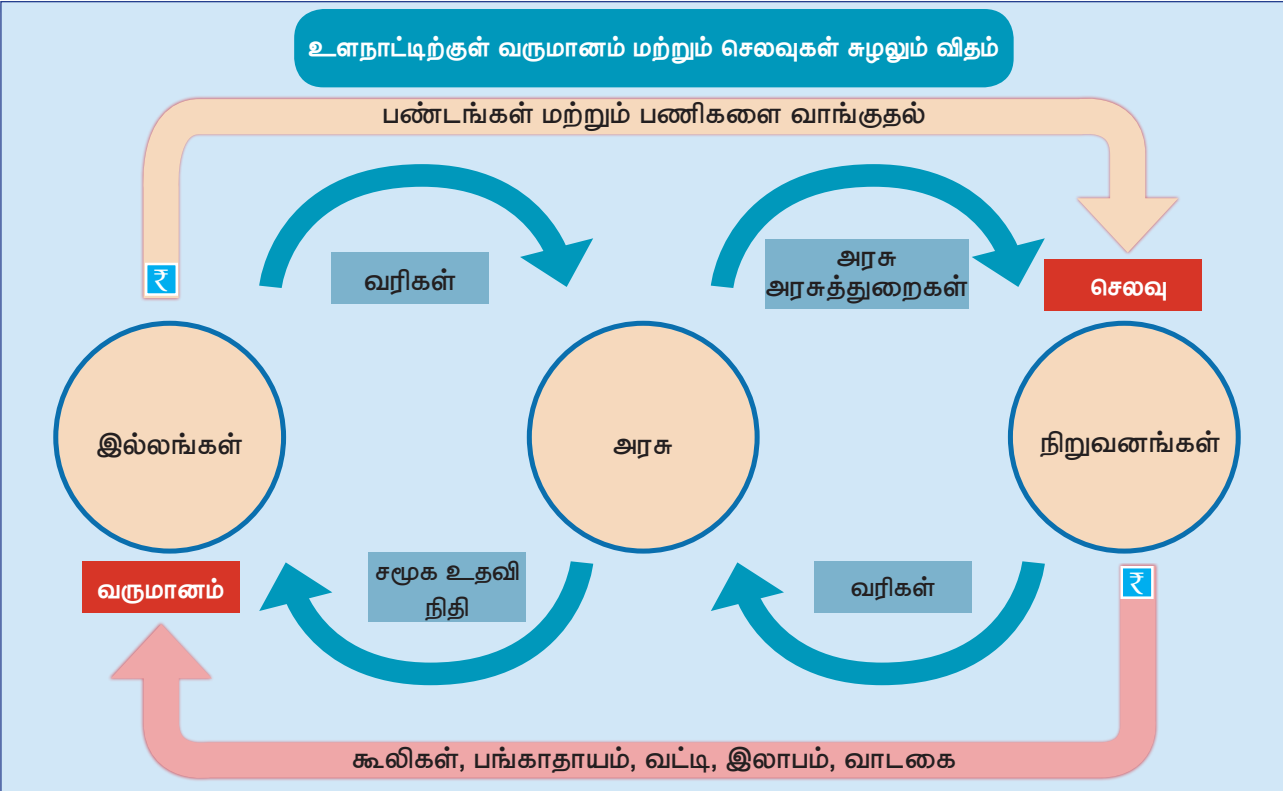 உளநாட்டிற்குள் வருமானம் மற்றும் செலவுகள் சுழலும் விதம்
பண்டங்கள் மற்றும் பணிகளை வாங்குதல்
வரிகள்
அரசு
அரசுத்துறைகள்
₹
செலவு
இல்லங்கள்
அரசு
நிறுவனங்கள்
வருமானம்
சமூக உதவி
நிதி
வரிகள்
₹
கூலிகள், பங்காதாயம், வட்டி, இலாபம், வாடகை